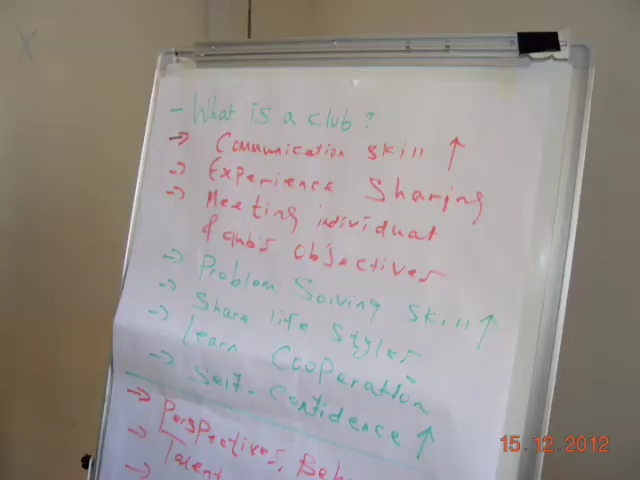 - What is a club?
→ Communication skill ↑
→ Experience Sharing
→ Meeting individual
& club's objectives
→ Problem Solving skill ↑
→ Share life styles
→ Learn Cooperation
→ Self-confidence ↑
→ Perspectives,
→ Talent
→
15.12.2012